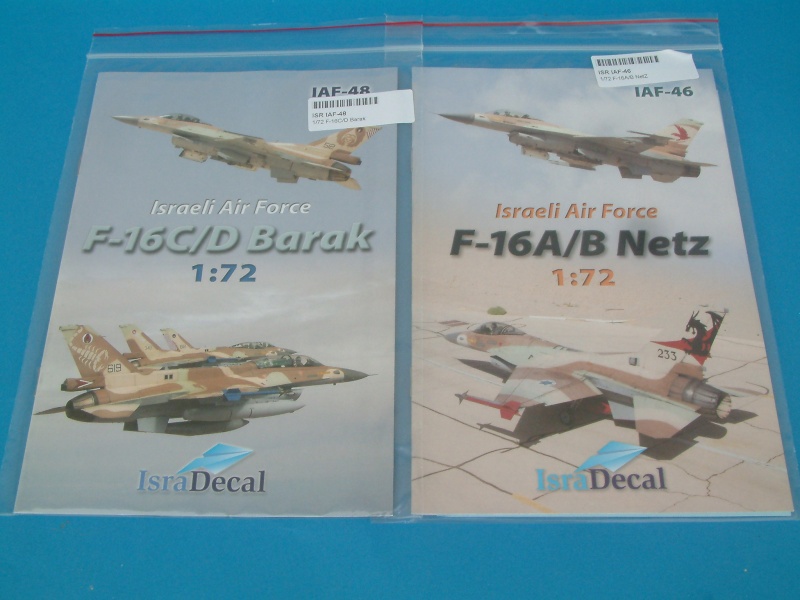 IAF-48
ISR IAF-48
1/72 F-16C/D Barak
Israeli Air Force
F-16C/D Barak
1:72
619
IsraDecal
ISR IAF-46
1/72 F-16A/B Netz
IAF-46
Israeli Air Force
F-16A/B Netz
1:72
233
IsraDecal